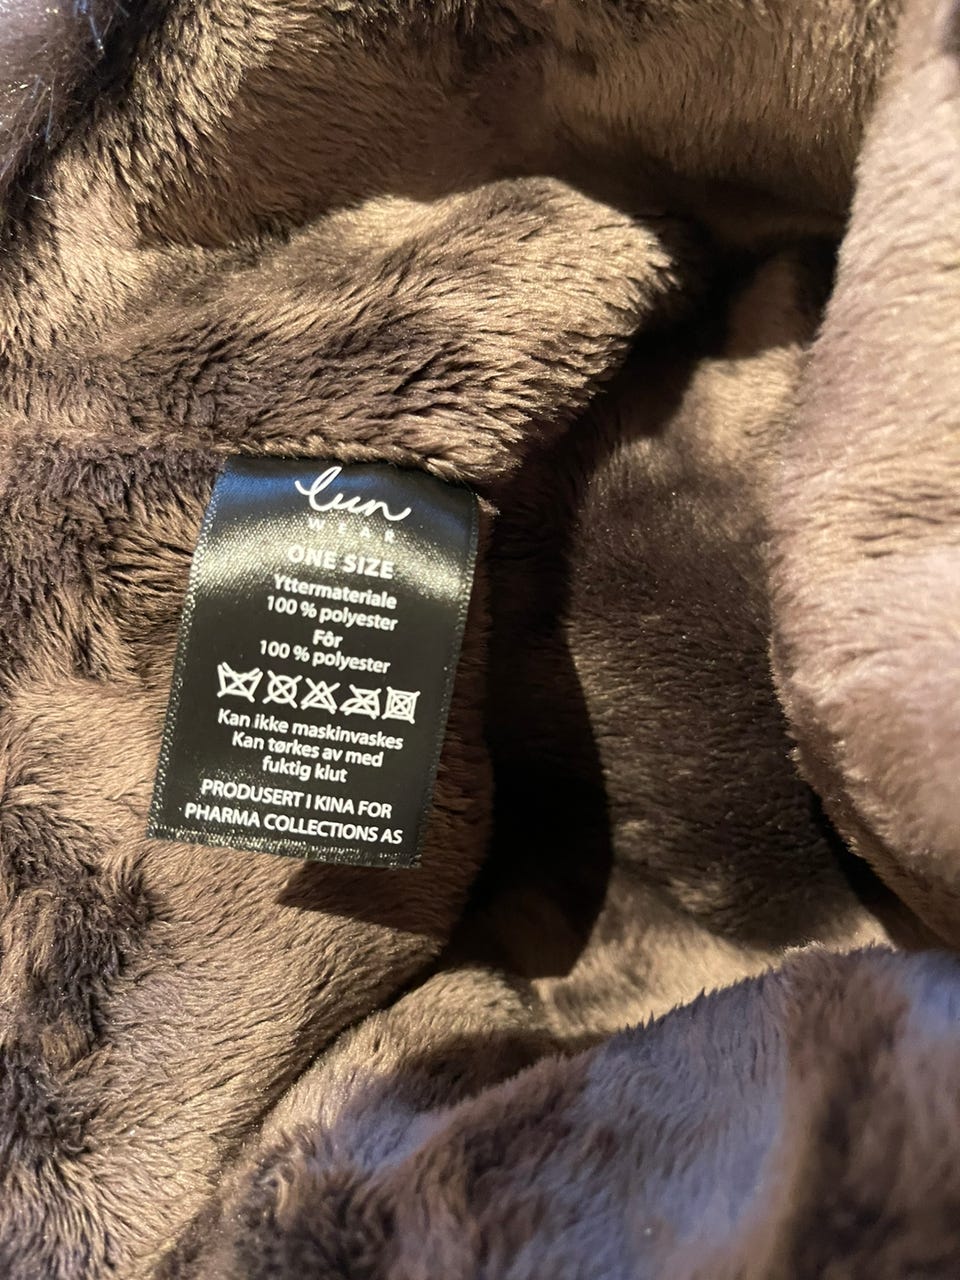 lun
WEAR
ONE SIZE
Yttermateriale
100 % polyester
Fôr
100 % polyester
Kan ikke maskinvaskes
Kan tørkes av med
fuktig klut
PRODUSERT I KINA FOR
PHARMA COLLECTIONS AS